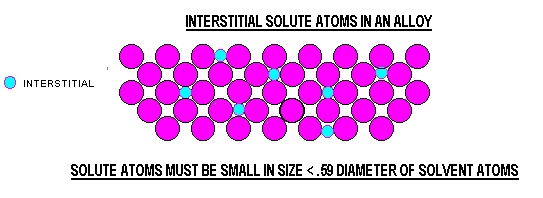 INTERSTITIAL SOLUTE ATOMS IN AN ALLOY
INTERSTITIAL
SOLUTE ATOMS MUST BE SMALL IN SIZE < .59 DIAMETER OF SOLVENT ATOMS